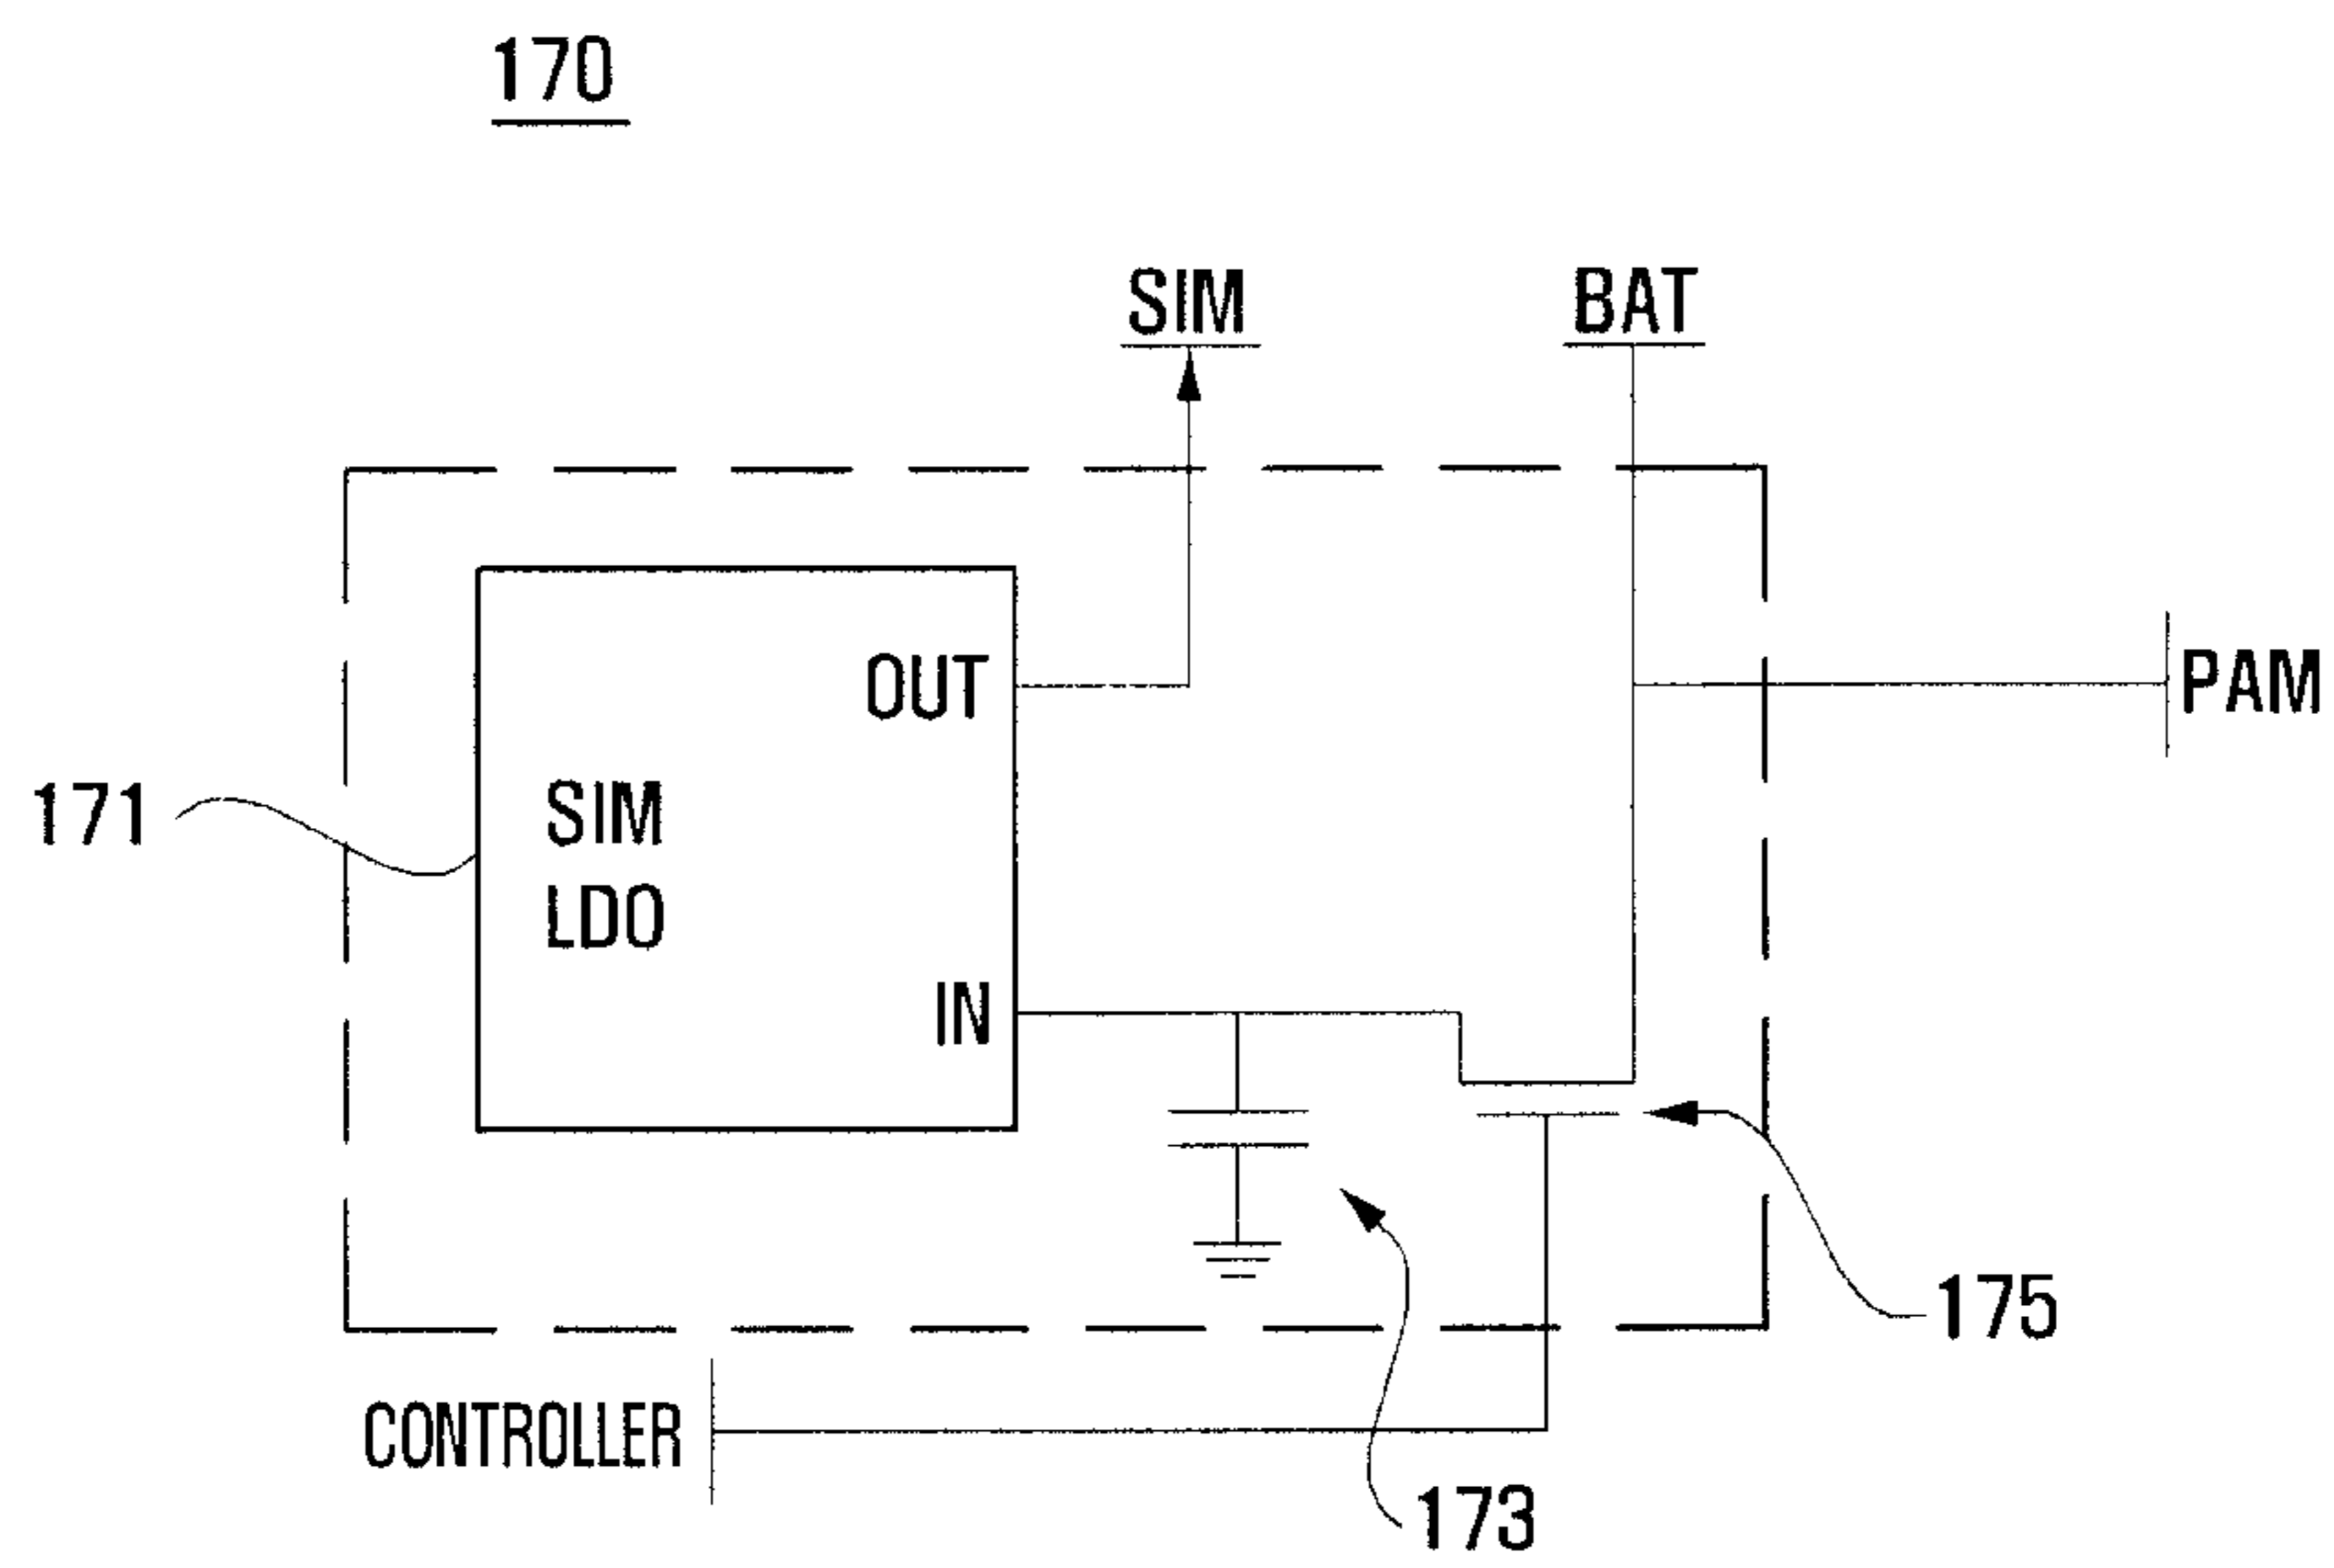 170
SIM
BAT
OUT
PAM
171
SIM
LDO
IN
175
CONTROLLER
173